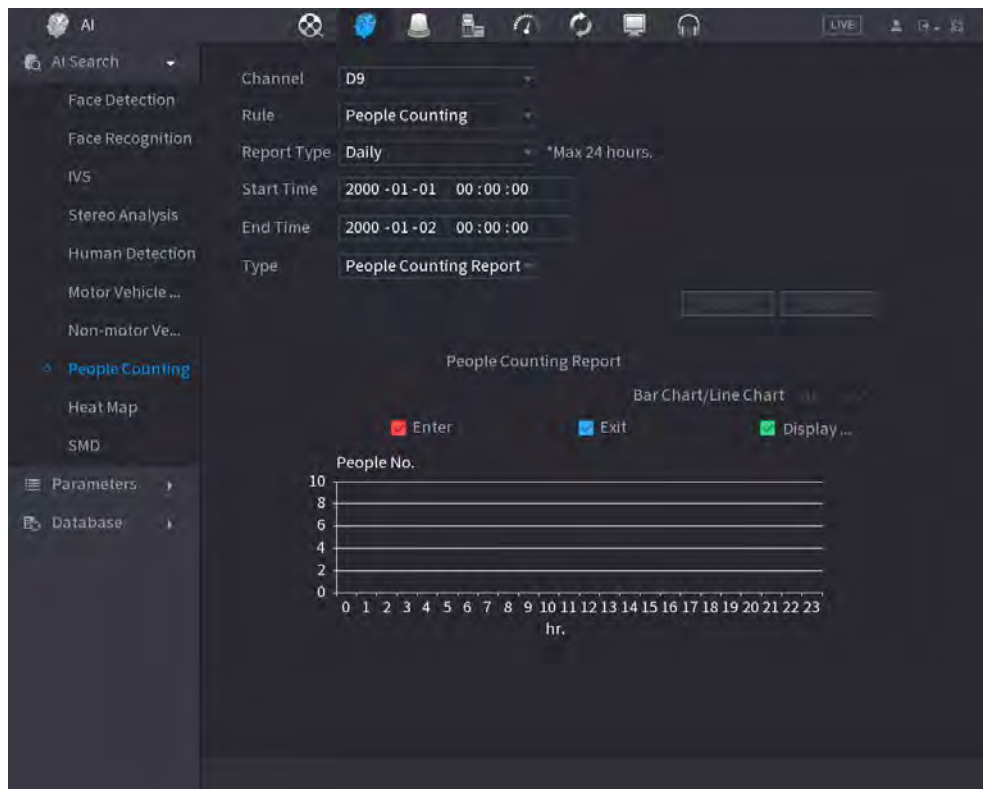 AI
LIVE
AI Search
Face Detection
Face Recognition
IVS
Stereo Analysis
Human Detection
Motor Vehicle ...
Non-motor Ve...
People Counting
Heat Map
SMD
Parameters
Database
Channel D9
Rule People Counting
Report Type Daily *Max 24 hours.
Start Time 2000 -01 -01 00 : 00 : 00
End Time 2000 -01 -02 00 : 00 : 00
Type People Counting Report
People Counting Report
Bar Chart/Line Chart
Enter Exit Display ...
People No.
10
8
6
4
2
0
0 1 2 3 4 5 6 7 8 9 10 11 12 13 14 15 16 17 18 19 20 21 22 23
hr.